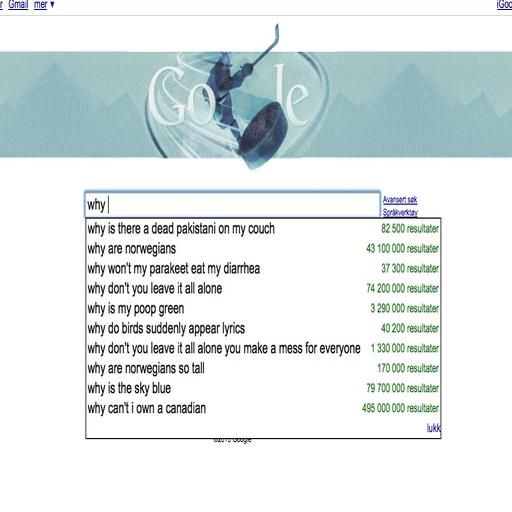 r Gmail mer ▾ iGoo
Go le
why
Avansert søk
Språkverktøy
why is there a dead pakistani on my couch 82 500 resultater
why are norwegians 43 100 000 resultater
why won't my parakeet eat my diarrhea 37 300 resultater
why don't you leave it all alone 74 200 000 resultater
why is my poop green 3 290 000 resultater
why do birds suddenly appear lyrics 40 200 resultater
why don't you leave it all alone you make a mess for everyone 1 330 000 resultater
why are norwegians so tall 170 000 resultater
why is the sky blue 79 700 000 resultater
why can't i own a canadian 495 000 000 resultater
lukk
©2010 Google